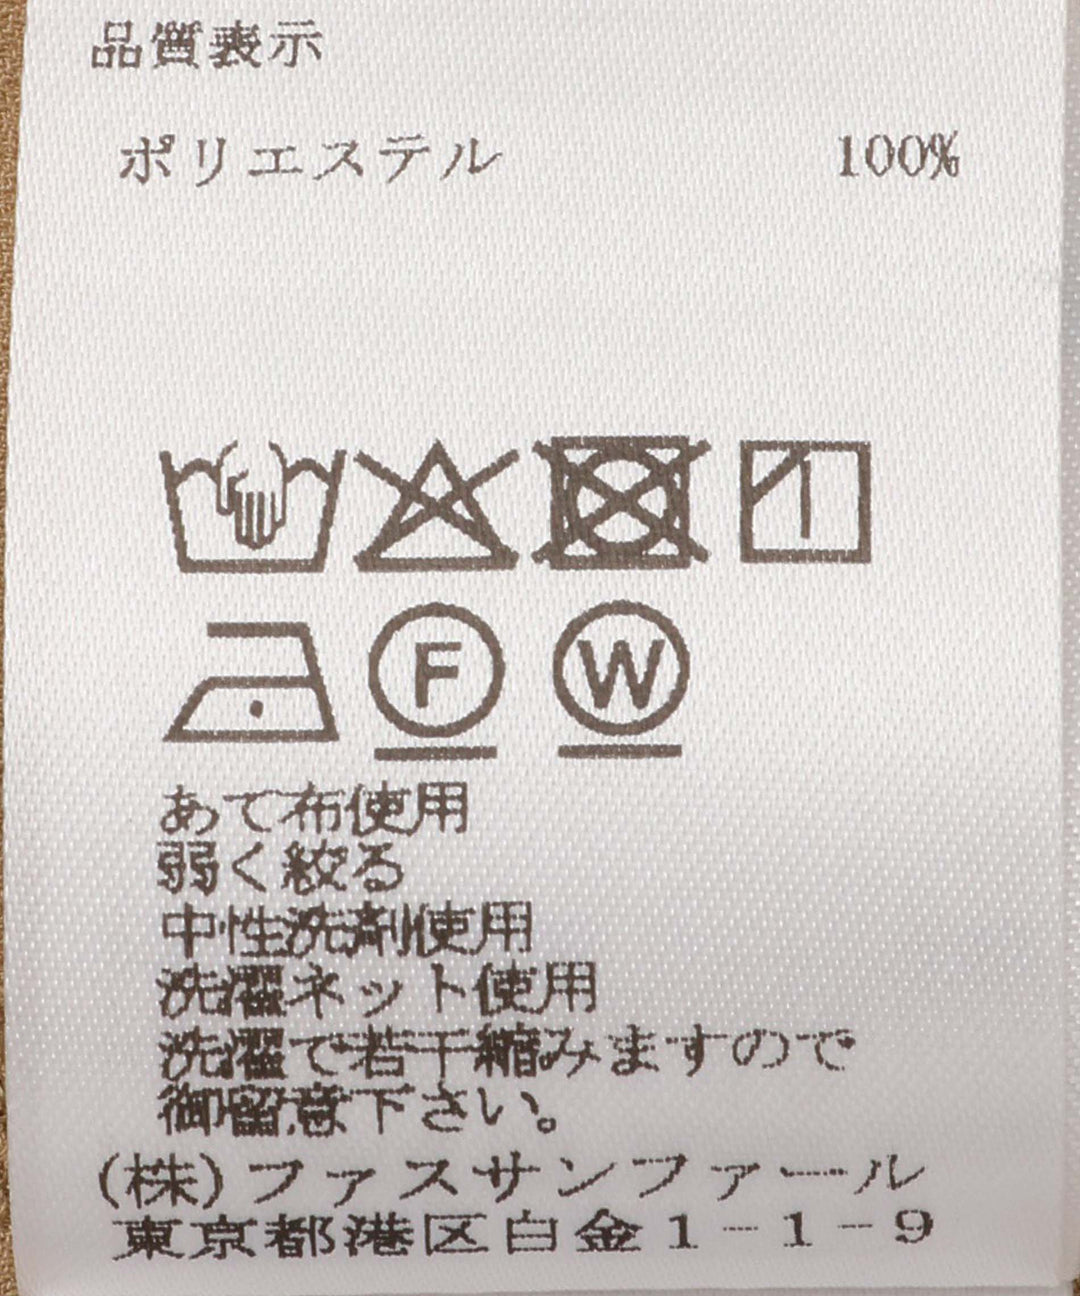 品質表示
ポリエステル 100%
F W
あて布使用
弱く絞る
中性洗剤使用
洗濯ネット使用
洗濯で若干縮みますので
御留意下さい。
(株)ファスサンファール
東京都港区白金1-1-9